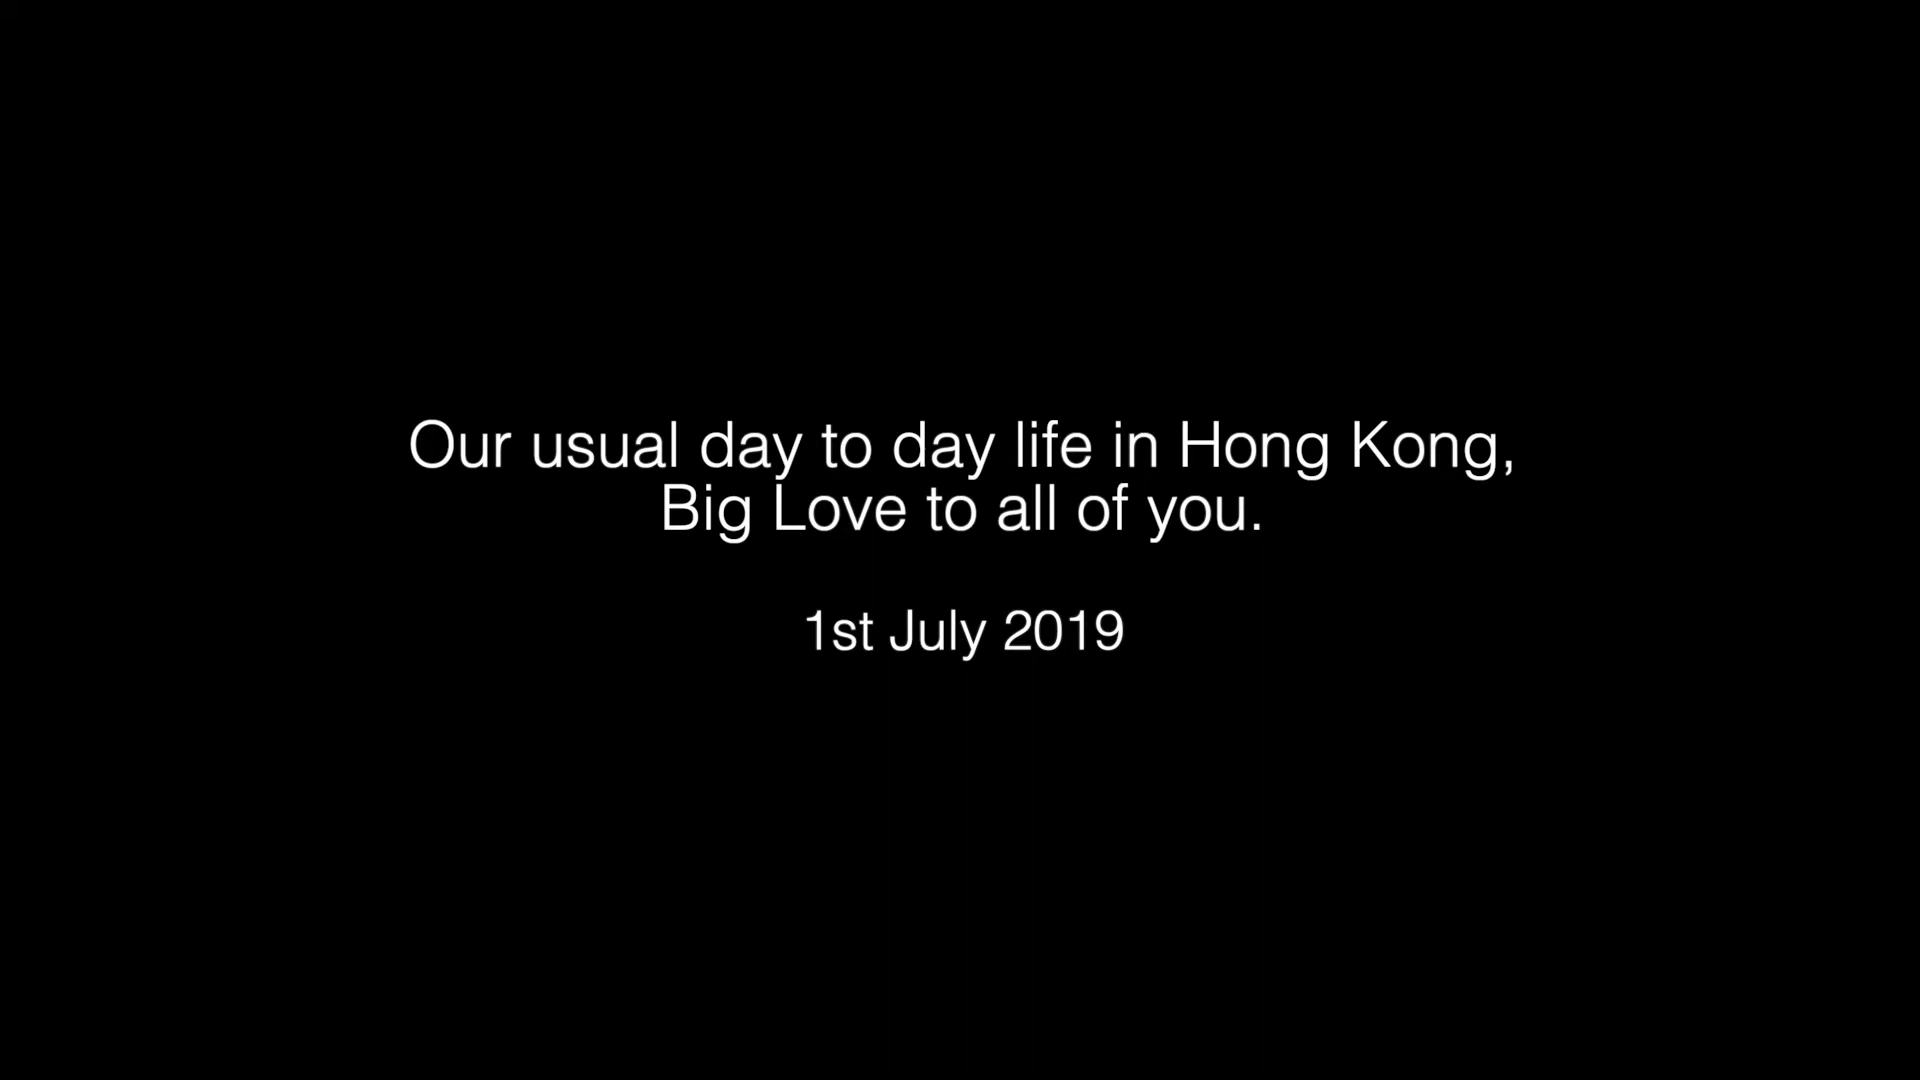 Our usual day to day life in Hong Kong,
Big Love to all of you.
1st July 2019